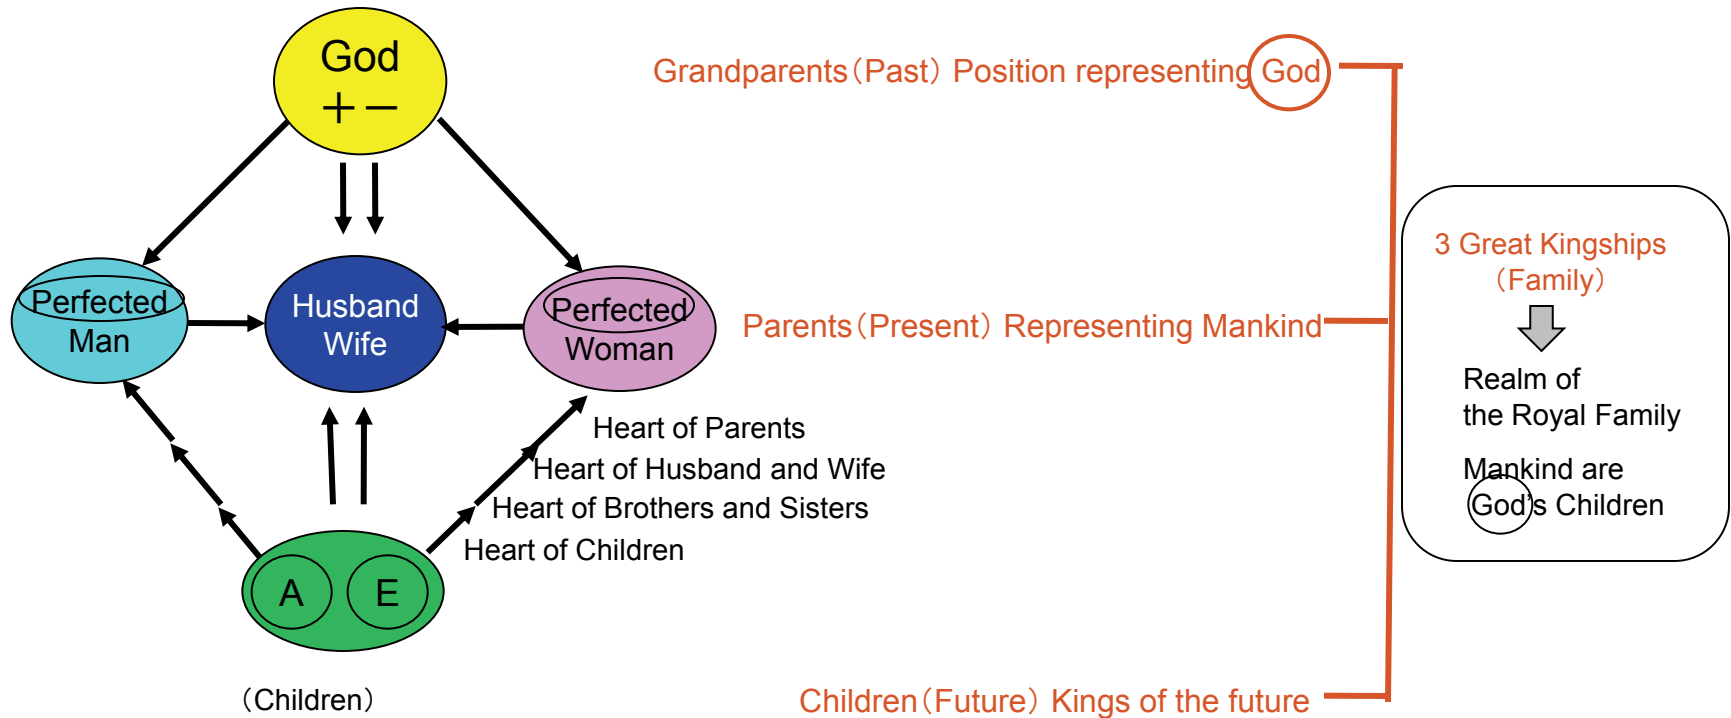 God
+−
Grandparents(Past) Position representing God
Perfected
Man
Husband
Wife
Perfected
Woman
Parents(Present) Representing Mankind
3 Great Kingships
(Family)
Realm of
the Royal Family
Mankind are
God's Children
Heart of Parents
Heart of Husband and Wife
Heart of Brothers and Sisters
Heart of Children
A E
(Children)
Children(Future) Kings of the future